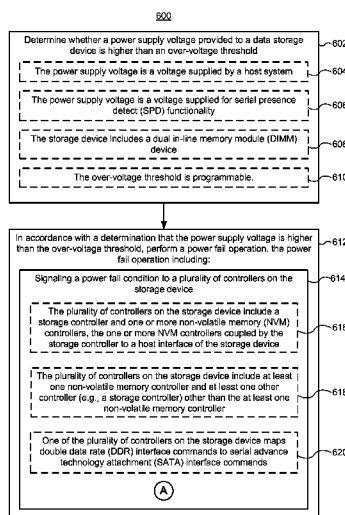 600
Determine whether a power supply voltage provided to a data storage
device is higher than an over-voltage threshold
602
The power supply voltage is a voltage supplied by a host system
604
The power supply voltage is a voltage supplied for serial presence
detect (SPD) functionality
606
The storage device includes a dual in-line memory module (DIMM)
device
608
The over-voltage threshold is programmable.
610
In accordance with a determination that the power supply voltage is higher
than the over-voltage threshold, perform a power fail operation, the power
fail operation including:
612
Signaling a power fail condition to a plurality of controllers on the
storage device
614
The plurality of controllers on the storage device include a
storage controller and one or more non-volatile memory (NVM)
controllers, the one or more NVM controllers coupled by the
storage controller to a host interface of the storage device
616
The plurality of controllers on the storage device include at least
one non-volatile memory controller and at least one other
controller (e.g., a storage controller) other than the at least one
non-volatile memory controller
618
One of the plurality of controllers on the storage device maps
double data rate (DDR) interface commands to serial advance
technology attachment (SATA) interface commands
620
A